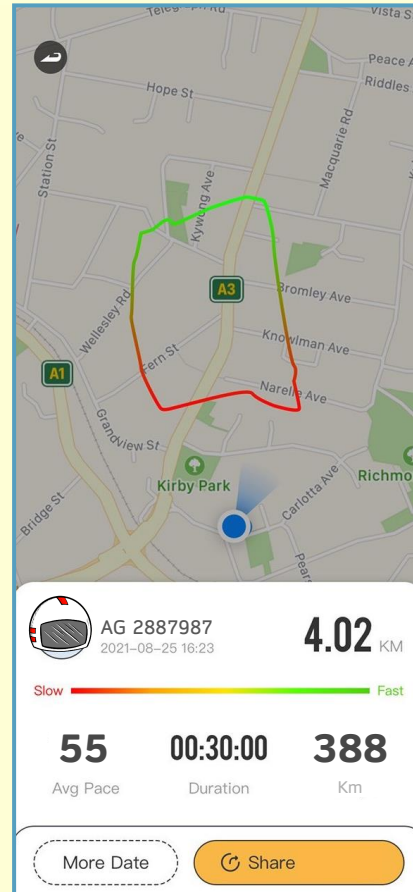 Vista S
Peace A
Riddles
Hope St
Station St
Macquarie Rd
Kywong Ave
A3
Bromley Ave
Wellesley Rd
Knowlman Ave
Fern St
A1
Narelle Ave
Grandview St
Kirby Park
Richmo
Carlotta Ave
Bridge St
Pears
AG 2887987
2021-08-25 16:23
4.02 KM
Slow Fast
55 00:30:00 388
Avg Pace Duration Km
More Date Share